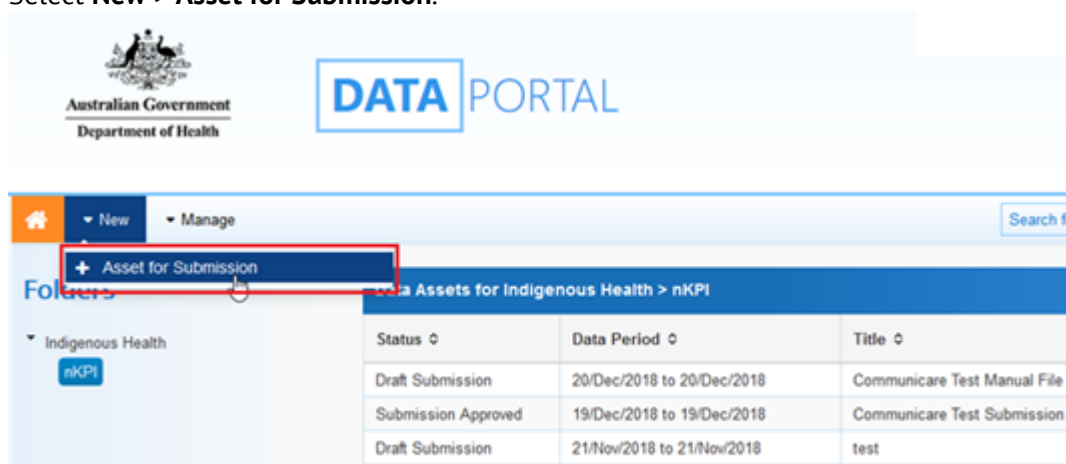 Select New > Asset for Submission.
Australian Government
Department of Health
DATA PORTAL
New Manage Search f
+ Asset for Submission
Folders
Data Assets for Indigenous Health > nKPI
Indigenous Health
nKPI
Status Data Period Title
Draft Submission 20/Dec/2018 to 20/Dec/2018 Communicare Test Manual File
Submission Approved 19/Dec/2018 to 19/Dec/2018 Communicare Test Submission
Draft Submission 21/Nov/2018 to 21/Nov/2018 test